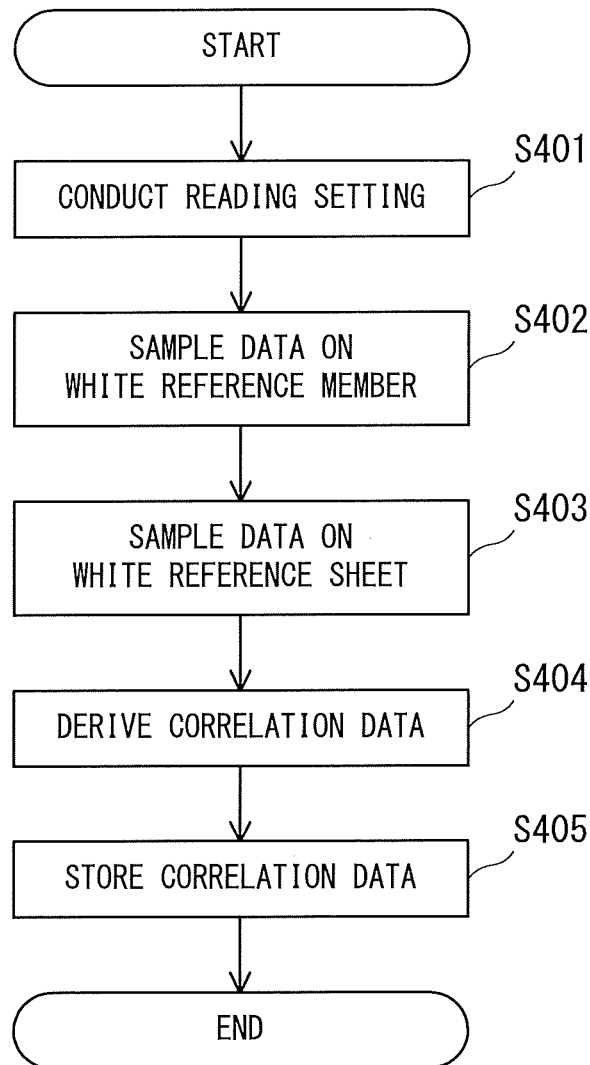 START
S401
CONDUCT READING SETTING
S402
SAMPLE DATA ON
WHITE REFERENCE MEMBER
S403
SAMPLE DATA ON
WHITE REFERENCE SHEET
S404
DERIVE CORRELATION DATA
S405
STORE CORRELATION DATA
END